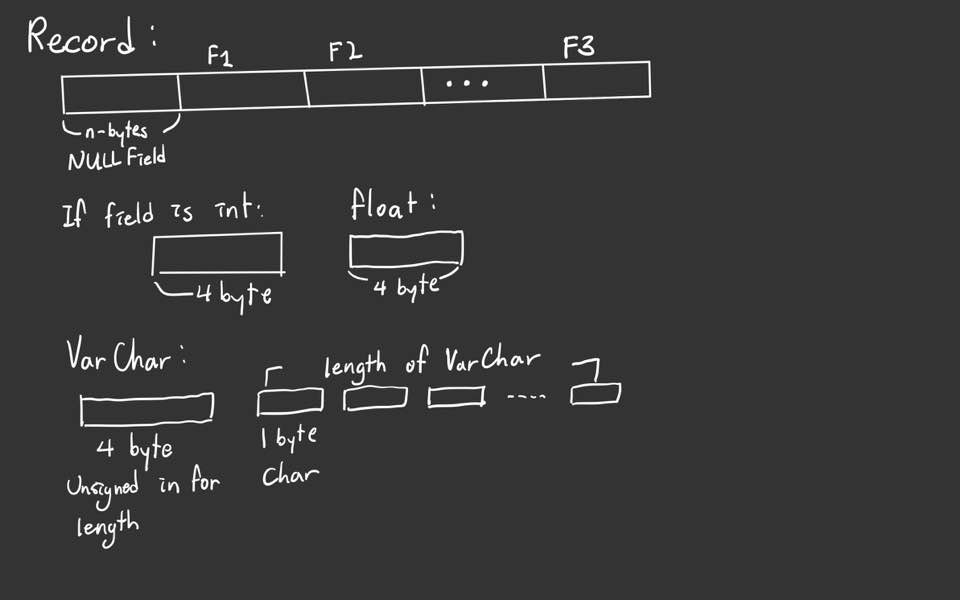 Record:
F1 F2 F3
...
n-bytes
NULL Field
If field is int: float:
4 byte 4 byte
VarChar:
length of VarChar
....
4 byte 1 byte
Unsigned in for char
length